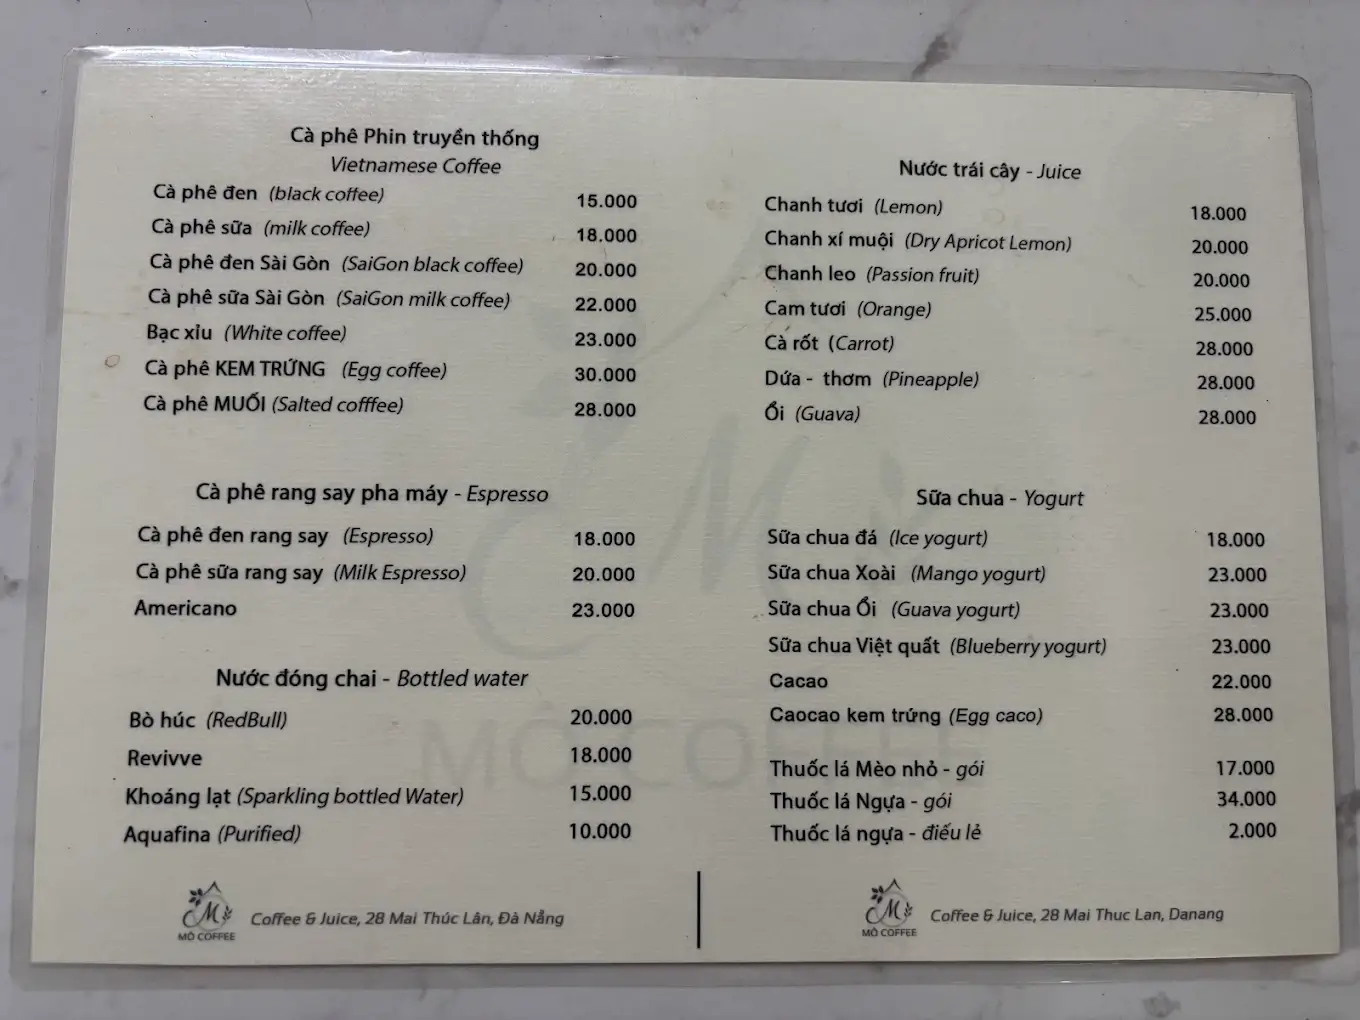 Cà phê Phin truyền thống
Vietnamese Coffee
Cà phê đen (black coffee) 15.000
Cà phê sữa (milk coffee) 18.000
Cà phê đen Sài Gòn (SaiGon black coffee) 20.000
Cà phê sữa Sài Gòn (SaiGon milk coffee) 22.000
Bạc xỉu (White coffee) 23.000
Cà phê KEM TRỨNG (Egg coffee) 30.000
Cà phê MUỐI (Salted cofffee) 28.000
Cà phê rang say pha máy - Espresso
Cà phê đen rang say (Espresso) 18.000
Cà phê sữa rang say (Milk Espresso) 20.000
Americano 23.000
Nước đóng chai - Bottled water
Bò húc (RedBull) 20.000
Revivve 18.000
Khoáng lạt (Sparkling bottled Water) 15.000
Aquafina (Purified) 10.000
M
MÒ COFFEE
Coffee & Juice, 28 Mai Thúc Lân, Đà Nẵng
Nước trái cây - Juice
Chanh tươi (Lemon) 18.000
Chanh xí muội (Dry Apricot Lemon) 20.000
Chanh leo (Passion fruit) 20.000
Cam tươi (Orange) 25.000
Cà rốt (Carrot) 28.000
Dứa - thơm (Pineapple) 28.000
Ổi (Guava) 28.000
Sữa chua - Yogurt
Sữa chua đá (Ice yogurt) 18.000
Sữa chua Xoài (Mango yogurt) 23.000
Sữa chua Ổi (Guava yogurt) 23.000
Sữa chua Việt quất (Blueberry yogurt) 23.000
Cacao 22.000
Caocao kem trứng (Egg caco) 28.000
Thuốc lá Mèo nhỏ - gói 17.000
Thuốc lá Ngựa - gói 34.000
Thuốc lá ngựa - điếu lẻ 2.000
M
MÒ COFFEE
Coffee & Juice, 28 Mai Thuc Lan, Danang
M
MÒ COFFEE